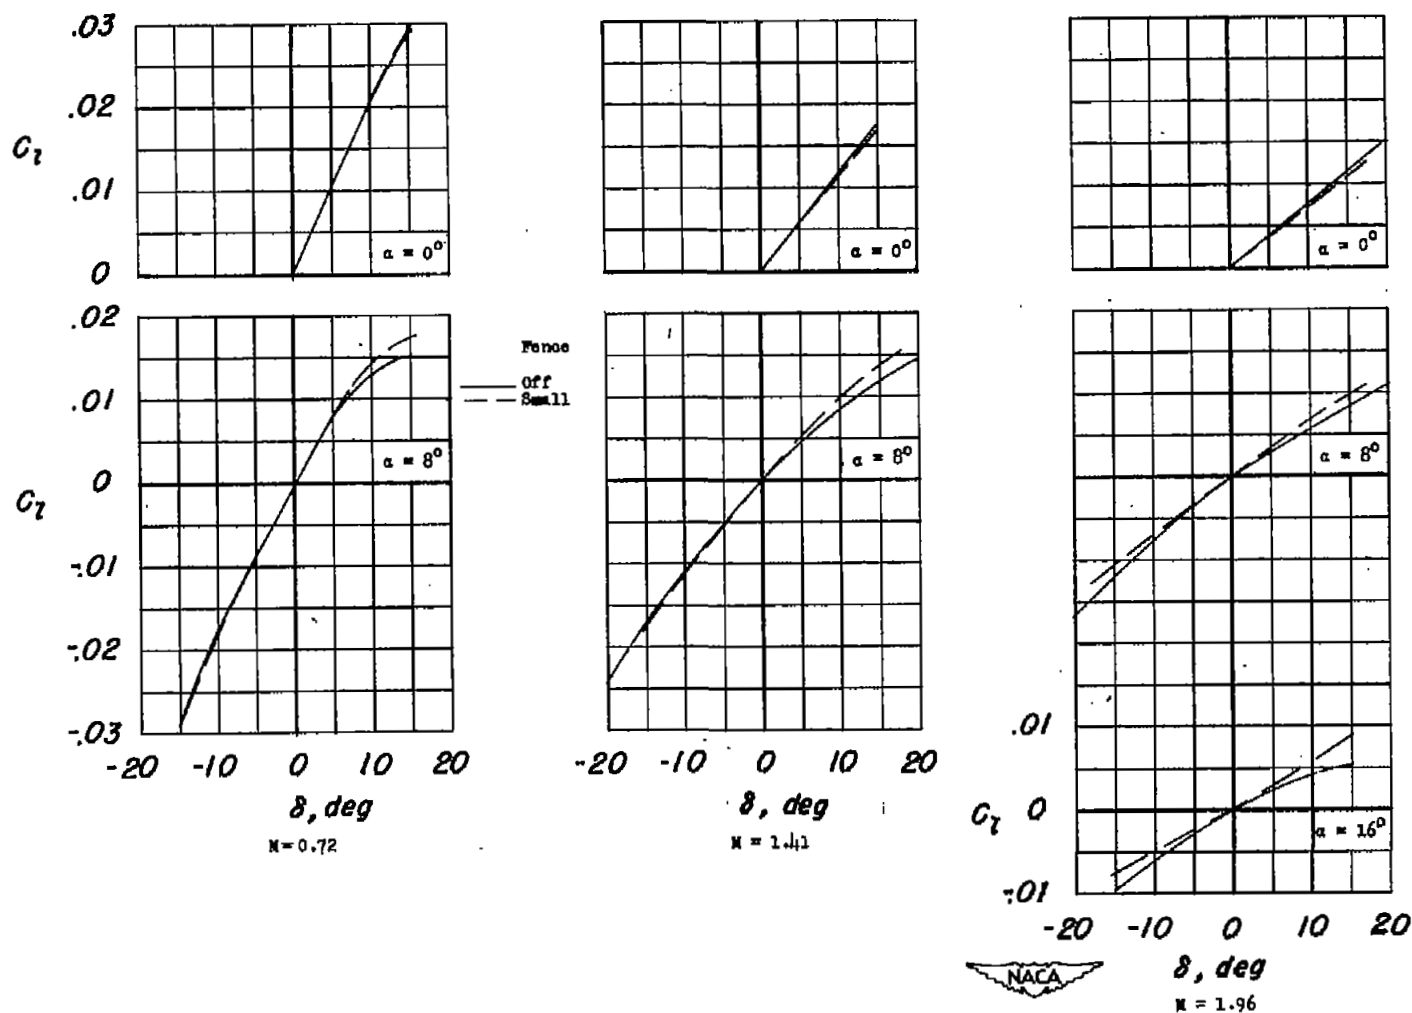 .03
.02
.01
0
Cl
α = 0°
α = 0°
α = 0°
.02
.01
0
-.01
-.02
-.03
Cl
α = 8°
Fence
Off
Small
α = 8°
α = 8°
-20 -10 0 10 20
δ, deg
M=0.72
-20 -10 0 10 20
δ, deg
M = 1.41
.01
0
-.01
Cl
α = 16°
-20 -10 0 10 20
δ, deg
M = 1.96
NACA